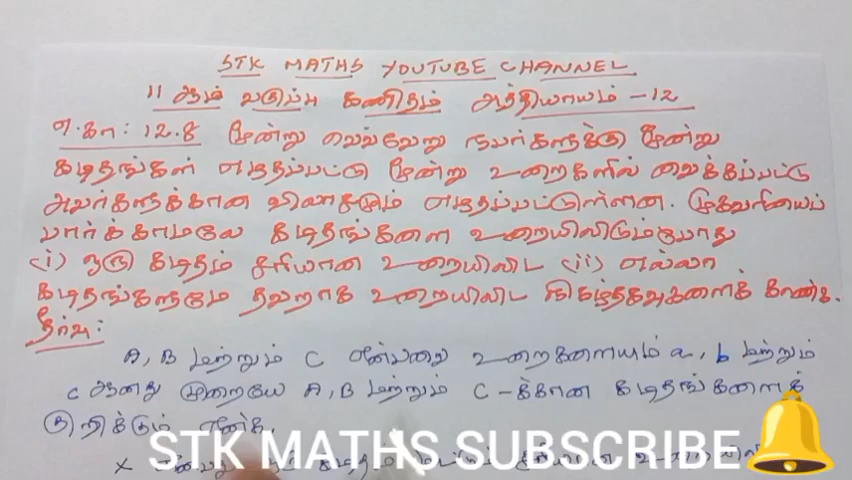 STK MATHS YOUTUBE CHANNEL
11 ஆம் வகுப்பு கணிதம் அத்தியாயம் - 12
எ.கா: 12.8 மூன்று வெவ்வேறு நபர்களுக்கு மூன்று
கடிதங்கள் எழுதப்பட்டு மூன்று உறைகளில் வைக்கப்பட்டு
அவர்களுக்கான விலாசமும் எழுதப்பட்டுள்ளன. முகவரியைப்
பார்க்காமலே கடிதங்களை உறையிலிடும்போது
(i) ஒரு கடிதம் சரியான உறையிலிட (ii) எல்லா
கடிதங்களுமே தவறாக உறையிலிட நிகழ்தகவுகளைக் காண்க.
தீர்வு:
A, B மற்றும் C என்பவை உறைகளையும் a, b மற்றும்
c ஆனது முறையே A, B மற்றும் C -க்கான கடிதங்களைக்
குறிக்கும் என்க.
STK MATHS SUBSCRIBE